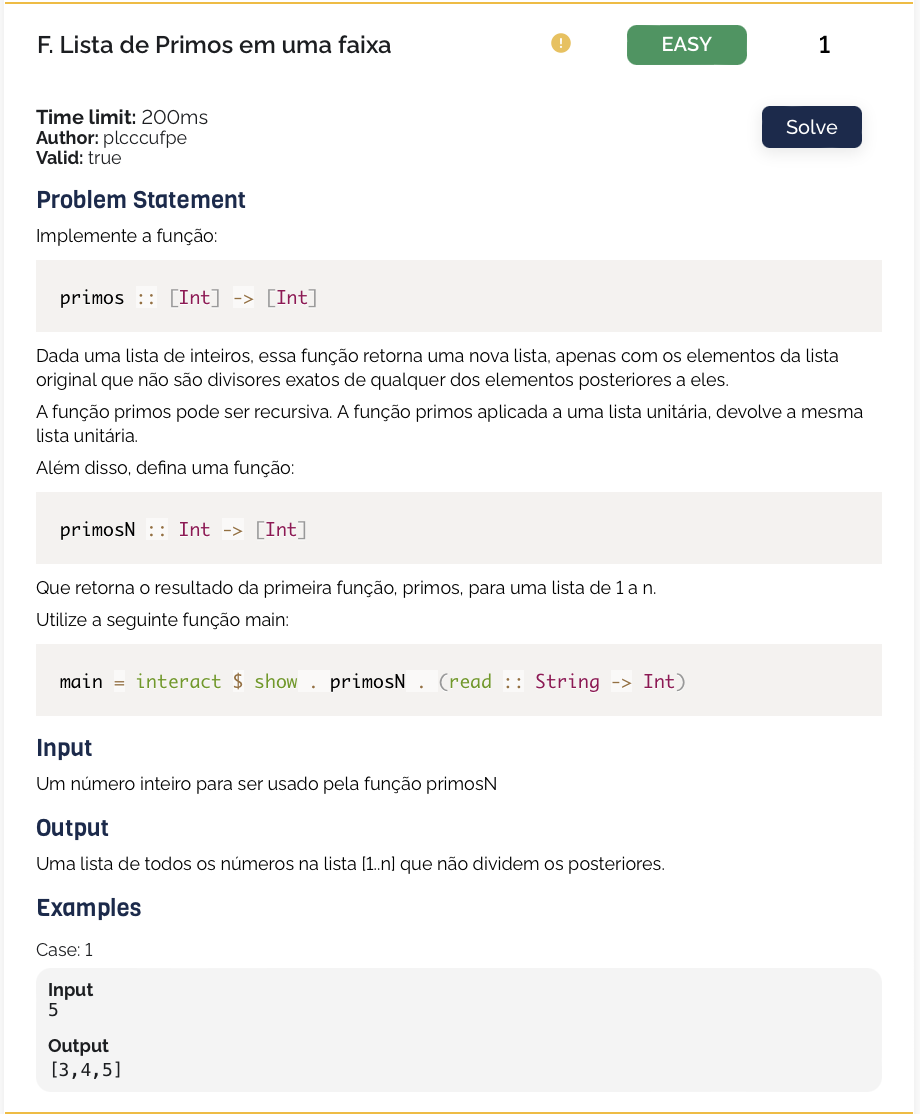 F. Lista de Primos em uma faixa
!
EASY
1
Time limit: 200ms
Author: plcccufpe
Valid: true
Solve
Problem Statement
Implemente a função:
primos :: [Int] -> [Int]
Dada uma lista de inteiros, essa função retorna uma nova lista, apenas com os elementos da lista
original que não são divisores exatos de qualquer dos elementos posteriores a eles.
A função primos pode ser recursiva. A função primos aplicada a uma lista unitária, devolve a mesma
lista unitária.
Além disso, defina uma função:
primosN :: Int -> [Int]
Que retorna o resultado da primeira função, primos, para uma lista de 1 a n.
Utilize a seguinte função main:
main = interact $ show . primosN . (read :: String -> Int)
Input
Um número inteiro para ser usado pela função primosN
Output
Uma lista de todos os números na lista [1..n] que não dividem os posteriores.
Examples
Case: 1
Input
5
Output
[3,4,5]